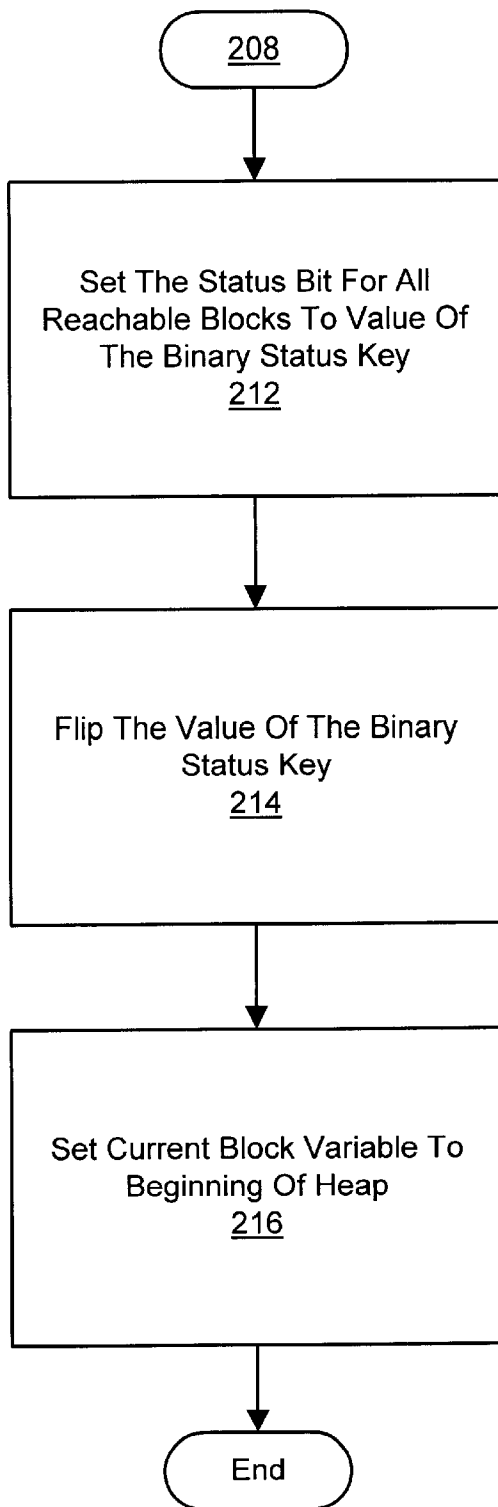 208
Set The Status Bit For All
Reachable Blocks To Value Of
The Binary Status Key
212
Flip The Value Of The Binary
Status Key
214
Set Current Block Variable To
Beginning Of Heap
216
End